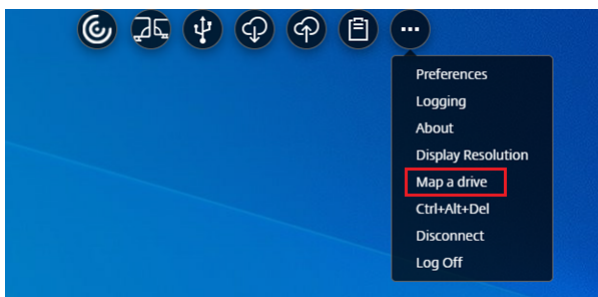 Preferences
Logging
About
Display Resolution
Map a drive
Ctrl+Alt+Del
Disconnect
Log Off